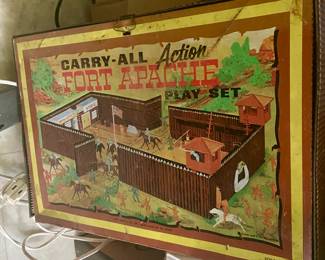 CARRY-ALL Action
FORT APACHE
PLAY SET